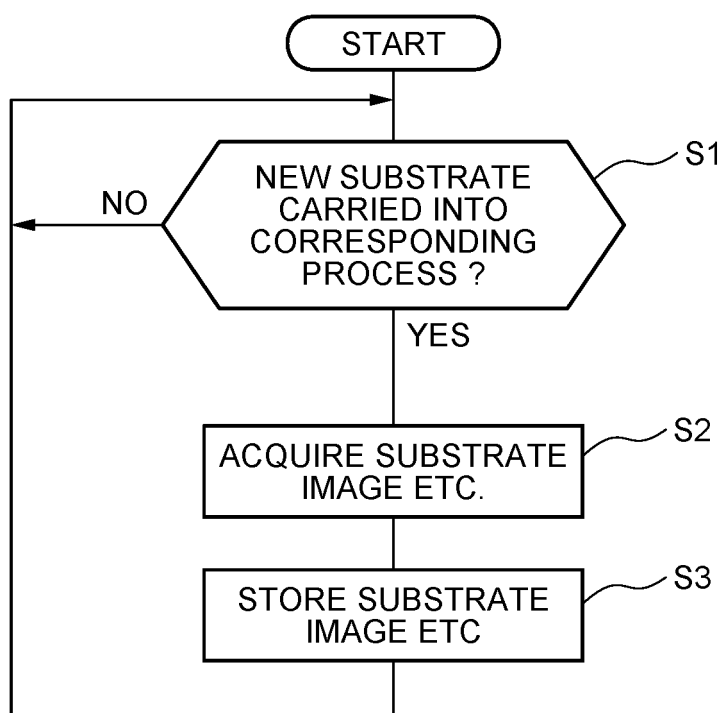 START
NEW SUBSTRATE
CARRIED INTO
CORRESPONDING
PROCESS ?
S1
NO
YES
ACQUIRE SUBSTRATE
IMAGE ETC.
S2
STORE SUBSTRATE
IMAGE ETC
S3